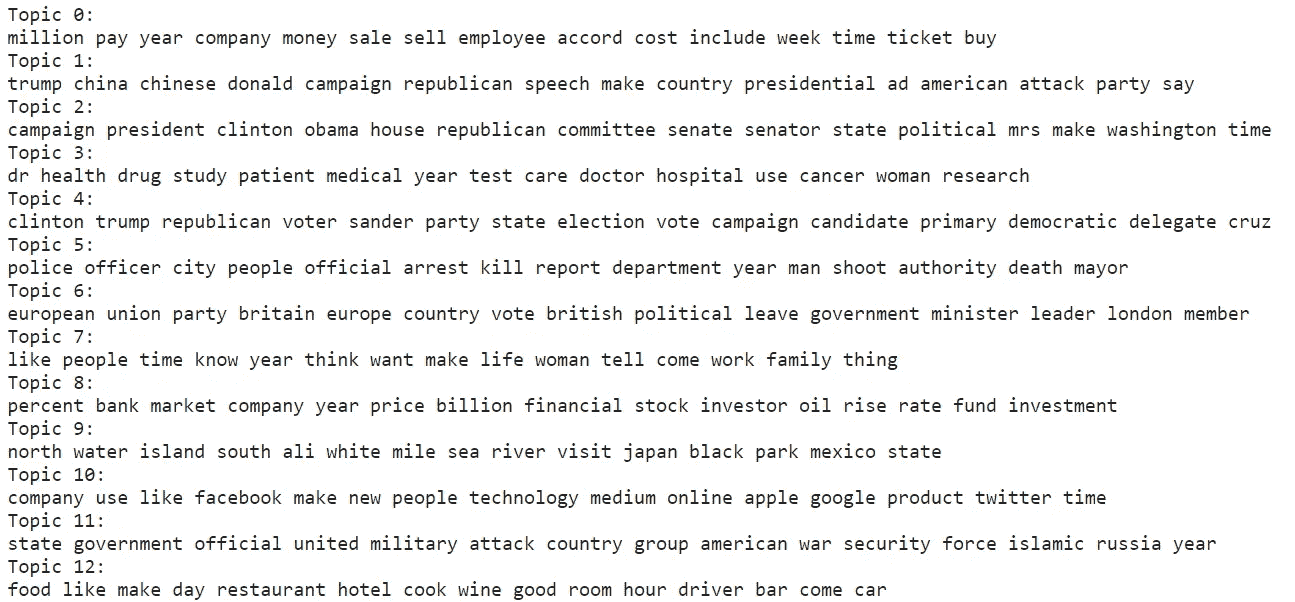 Topic 0:
million pay year company money sale sell employee accord cost include week time ticket buy
Topic 1:
trump china chinese donald campaign republican speech make country presidential ad american attack party say
Topic 2:
campaign president clinton obama house republican committee senate senator state political mrs make washington time
Topic 3:
dr health drug study patient medical year test care doctor hospital use cancer woman research
Topic 4:
clinton trump republican voter sander party state election vote campaign candidate primary democratic delegate cruz
Topic 5:
police officer city people official arrest kill report department year man shoot authority death mayor
Topic 6:
european union party britain europe country vote british political leave government minister leader london member
Topic 7:
like people time know year think want make life woman tell come work family thing
Topic 8:
percent bank market company year price billion financial stock investor oil rise rate fund investment
Topic 9:
north water island south ali white mile sea river visit japan black park mexico state
Topic 10:
company use like facebook make new people technology medium online apple google product twitter time
Topic 11:
state government official united military attack country group american war security force islamic russia year
Topic 12:
food like make day restaurant hotel cook wine good room hour driver bar come car